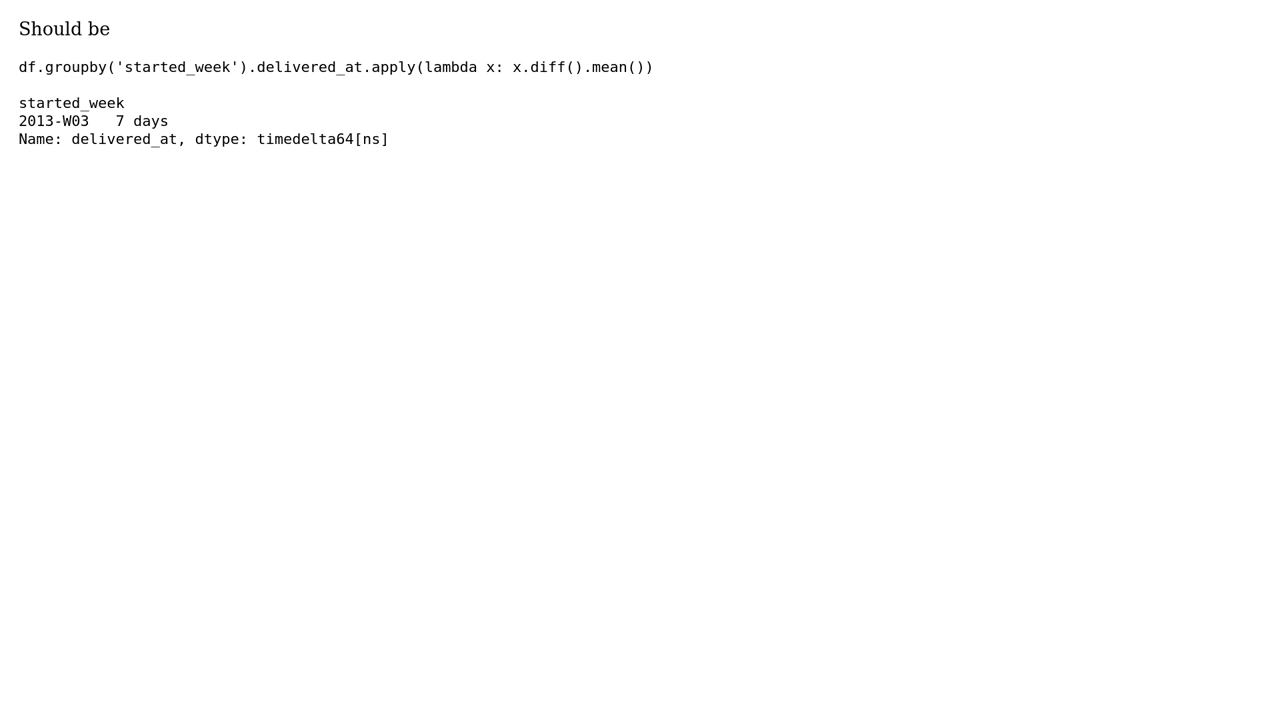 Should be
df.groupby('started_week').delivered_at.apply(lambda x: x.diff().mean())
started_week
2013-W03   7 days
Name: delivered_at, dtype: timedelta64[ns]